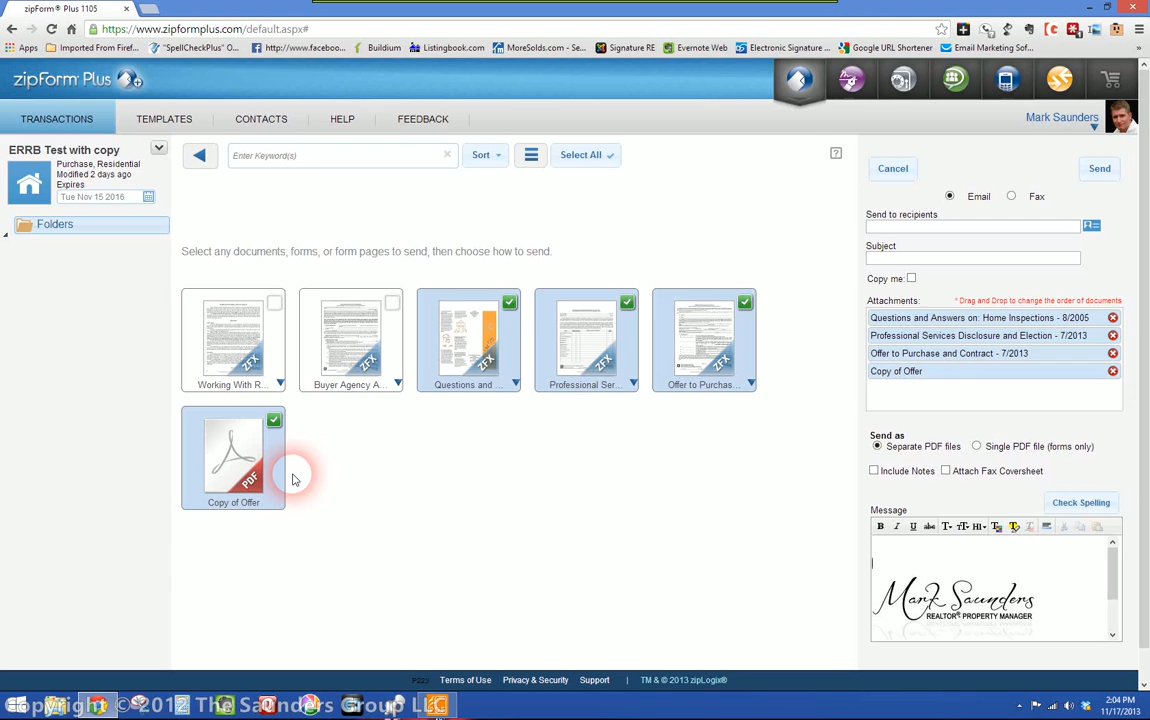 zipForm® Plus 1105
https://www.zipformplus.com/default.aspx#
Apps
Imported From Firef...
"SpellCheckPlus" O...
http://www.faceboo...
Buildium
Listingbook.com
MoreSolds.com - Se...
Signature RE
Evernote Web
Electronic Signature ...
Google URL Shortener
Email Marketing Sof...
zipForm Plus
TRANSACTIONS
TEMPLATES
CONTACTS
HELP
FEEDBACK
Mark Saunders
ERRB Test with copy
Purchase, Residential
Modified 2 days ago
Expires
Tue Nov 15 2016
Folders
Enter Keyword(s)
Sort
Select All
Cancel
Send
Email
Fax
Send to recipients
Subject
Copy me:
Select any documents, forms, or form pages to send, then choose how to send.
Attachments:
* Drag and Drop to change the order of documents
Questions and Answers on: Home Inspections - 8/2005
Professional Services Disclosure and Election - 7/2013
Offer to Purchase and Contract - 7/2013
Copy of Offer
ZFX
ZFX
ZFX
ZFX
ZFX
Working With R...
Buyer Agency A...
Questions and ...
Professional Ser...
Offer to Purchas...
PDF
Copy of Offer
Send as
Separate PDF files
Single PDF file (forms only)
Include Notes
Attach Fax Coversheet
Check Spelling
Message
Mark Saunders
REALTOR® PROPERTY MANAGER
Terms of Use
Privacy & Security
Support
TM & © 2013 zipLogix®
Copyright © 2012 The Saunders Group LLC
2:04 PM
11/17/2013